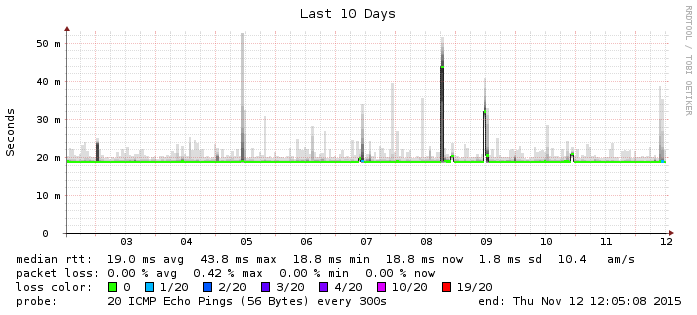 Last 10 Days
RRDTOOL / TOBI OETIKER
Seconds
50 m
40 m
30 m
20 m
10 m
0
03 04 05 06 07 08 09 10 11 12
median rtt: 19.0 ms avg 43.8 ms max 18.8 ms min 18.8 ms now 1.8 ms sd 10.4 am/s
packet loss: 0.00 % avg 0.42 % max 0.00 % min 0.00 % now
loss color: 0 1/20 2/20 3/20 4/20 10/20 19/20
probe: 20 ICMP Echo Pings (56 Bytes) every 300s end: Thu Nov 12 12:05:08 2015